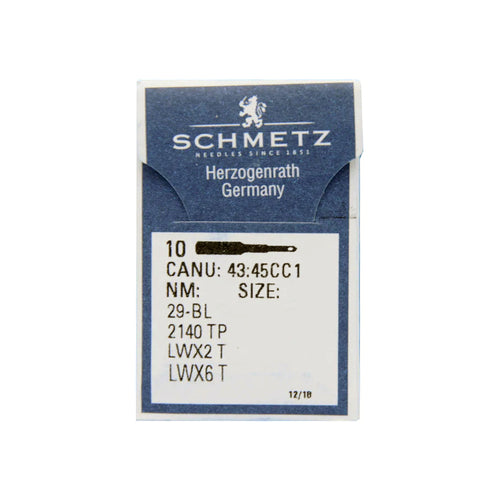 SCHMETZ
NEEDLES SINCE 1851
Herzogenrath
Germany
10
CANU: 43:45CC1
NM: SIZE:
29-BL
2140 TP
LWX2 T
LWX6 T
12/18